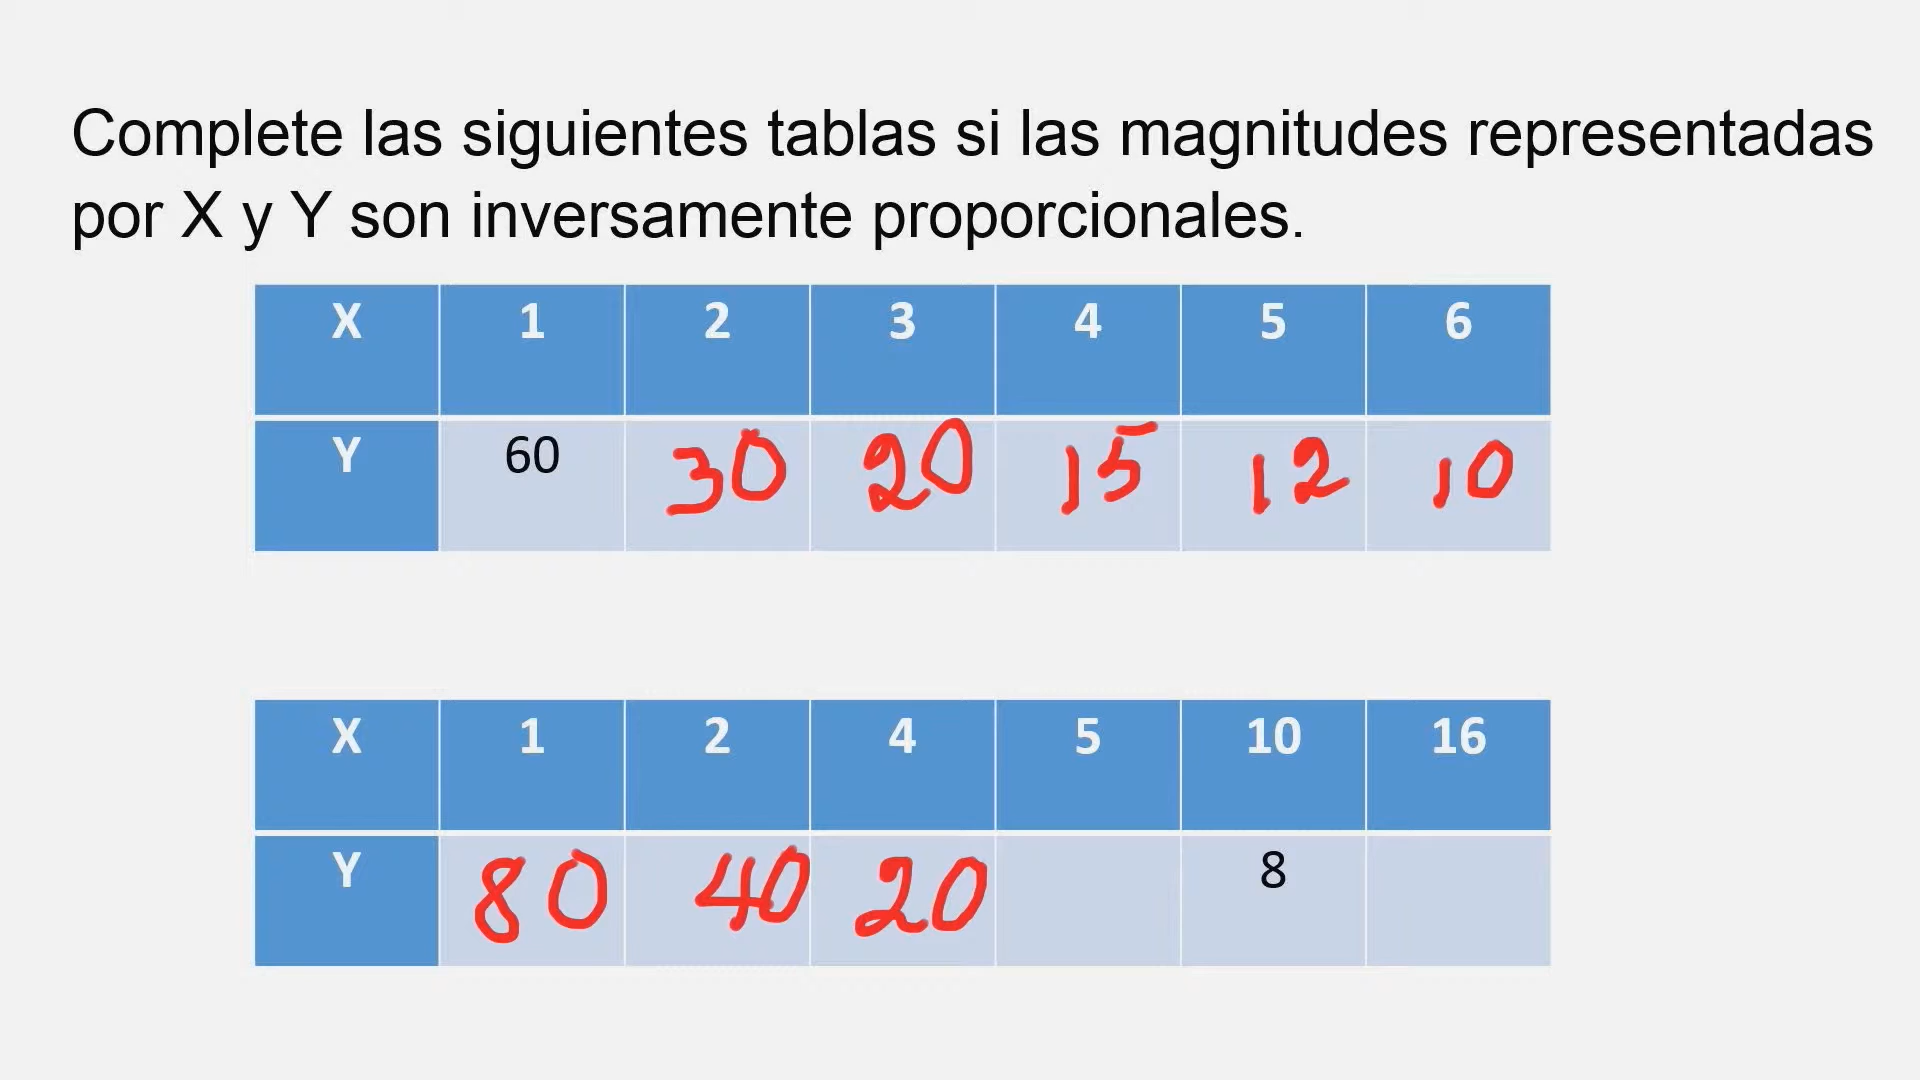 Complete las siguientes tablas si las magnitudes representadas
por X y Y son inversamente proporcionales.
X 1 2 3 4 5 6
Y 60 30 20 15 12 10
X 1 2 4 5 10 16
Y 80 40 20 8